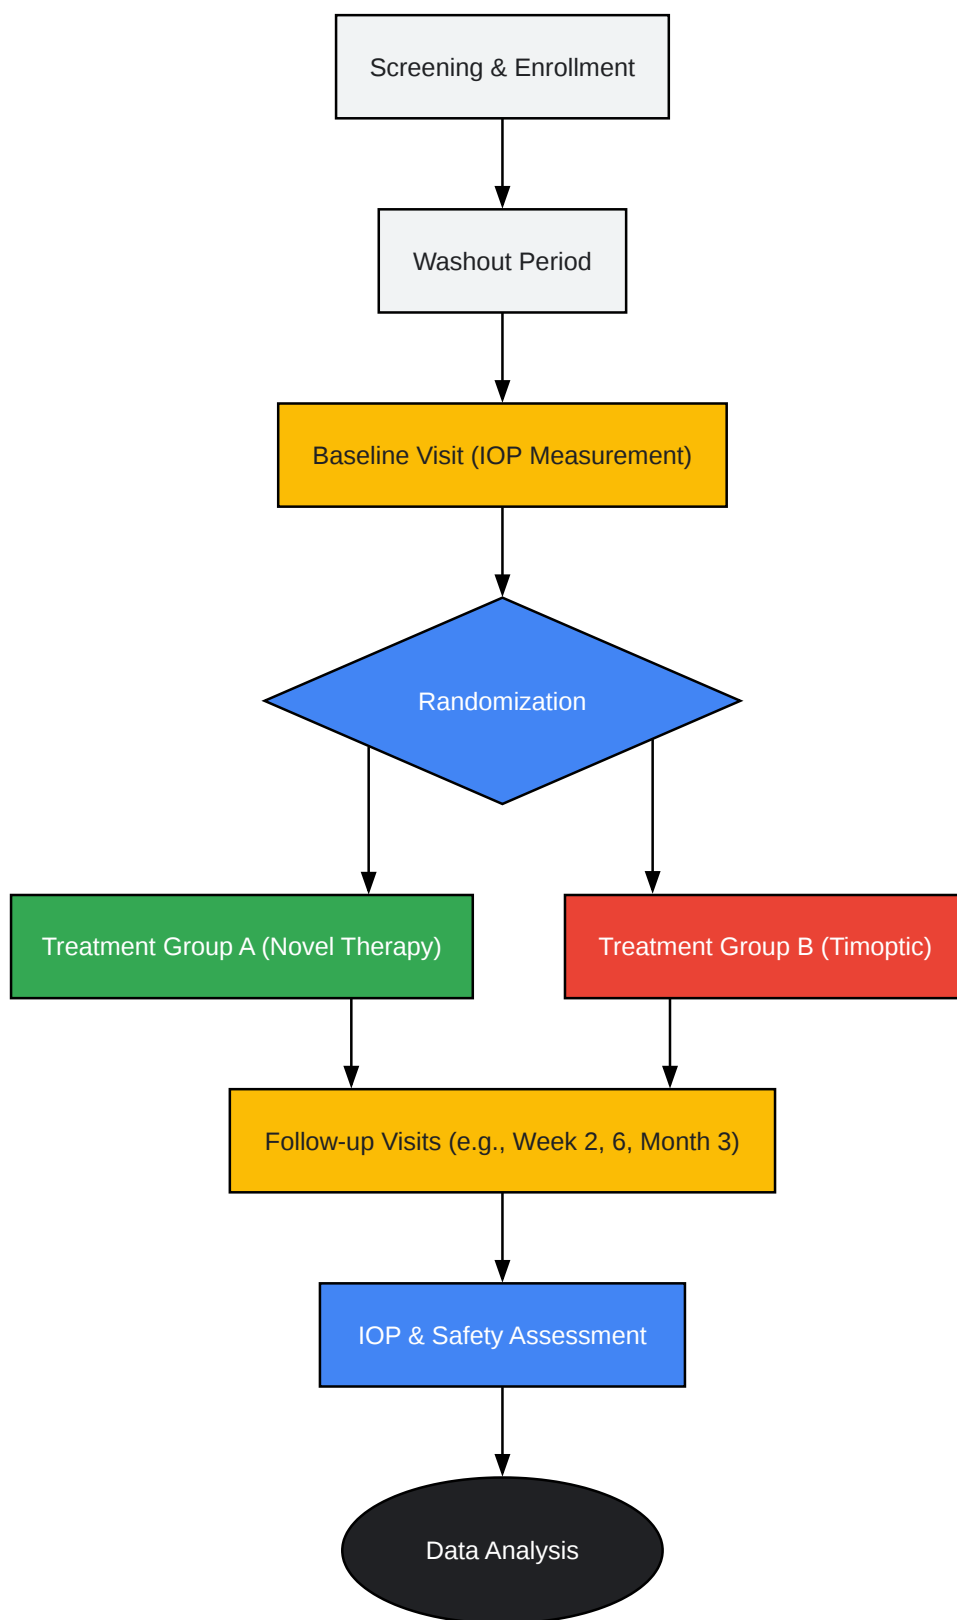 Screening & Enrollment
Washout Period
Baseline Visit (IOP Measurement)
Randomization
Treatment Group A (Novel Therapy)
Treatment Group B (Timoptic)
Follow-up Visits (e.g., Week 2, 6, Month 3)
IOP & Safety Assessment
Data Analysis